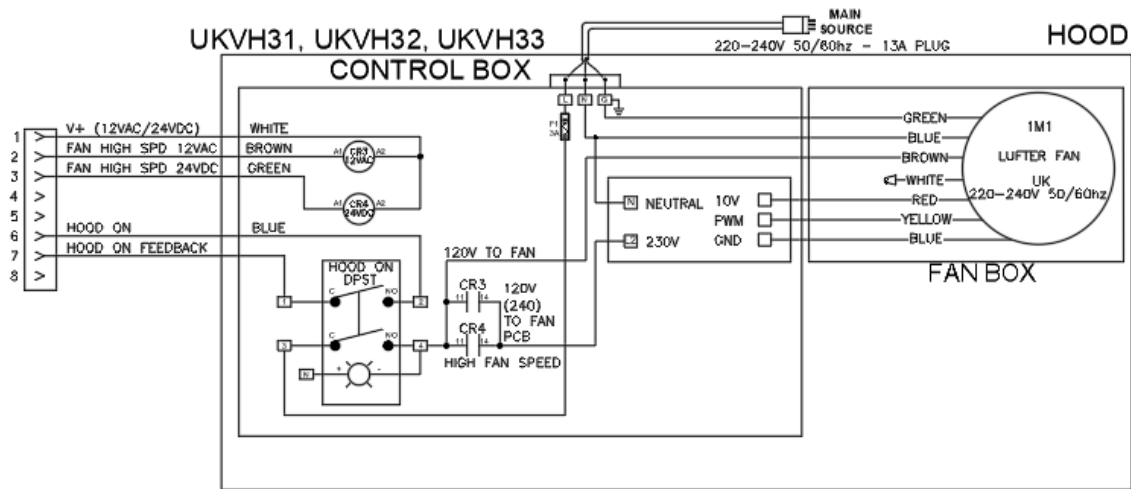 MAIN
SOURCE
220-240V 50/60hz - 13A PLUG
UKVH31, UKVH32, UKVH33
HOOD
CONTROL BOX
L N G
F1
3A
1 V+ (12VAC/24VDC) WHITE
2 FAN HIGH SPD 12VAC BROWN
A1 CR3 A2
12VAC
3 FAN HIGH SPD 24VDC GREEN
A1 CR4 A2
24VDC
4
5
6 HOOD ON BLUE
7 HOOD ON FEEDBACK
8
GREEN
BLUE
BROWN
WHITE
RED
YELLOW
BLUE
1M1
LUFTER FAN
UK
220-240V 50/60hz
FAN BOX
N NEUTRAL 10V
PWM
230V GND
120V TO FAN
HOOD ON
DPST
1 C NO 2
3 C NO 4
N + -
CR3
11 14
CR4
11 14
120V
(240)
TO FAN
PCB
HIGH FAN SPEED